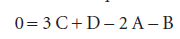 0 = 3 C + D − 2 A − B